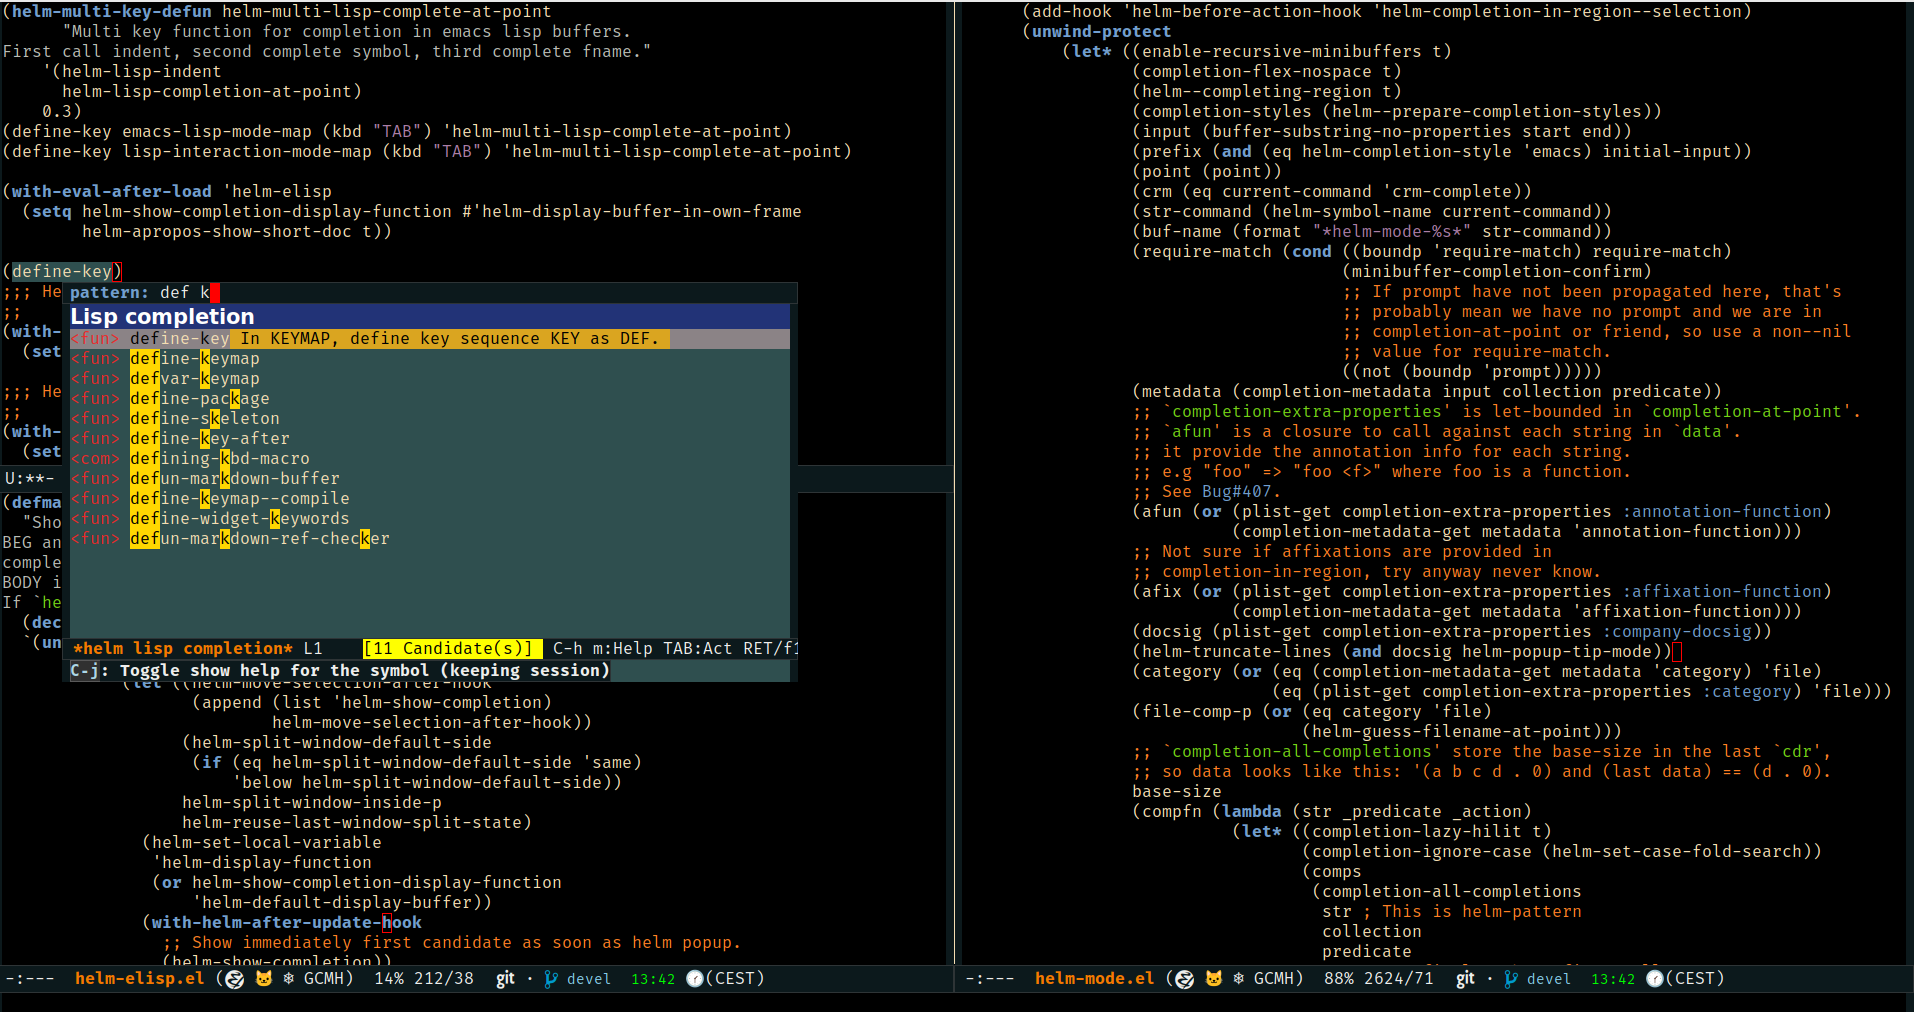 (helm-multi-key-defun helm-multi-lisp-complete-at-point
"Multi key function for completion in emacs lisp buffers.
First call indent, second complete symbol, third complete fname."
'(helm-lisp-indent
helm-lisp-completion-at-point)
0.3)
(define-key emacs-lisp-mode-map (kbd "TAB") 'helm-multi-lisp-complete-at-point)
(define-key lisp-interaction-mode-map (kbd "TAB") 'helm-multi-lisp-complete-at-point)
(with-eval-after-load 'helm-elisp
(setq helm-show-completion-display-function #'helm-display-buffer-in-own-frame
helm-apropos-show-short-doc t))
(define-key)
;;; He
;;
(with-
(set
;;; He
;;
(with-
(set
U:**-
pattern: def k
Lisp completion
<fun> define-key In KEYMAP, define key sequence KEY as DEF.
<fun> define-keymap
<fun> defvar-keymap
<fun> define-package
<fun> define-skeleton
<fun> define-key-after
<com> defining-kbd-macro
<fun> defun-markdown-buffer
<fun> define-keymap--compile
<fun> define-widget-keywords
<fun> defun-markdown-ref-checker
*helm lisp completion* L1 [11 Candidate(s)] C-h m:Help TAB:Act RET/f1
C-j: Toggle show help for the symbol (keeping session)
(defma
"Sho
BEG an
comple
BODY i
If `he
(dec
`(un
(let ((helm-move-selection-after-hook
(append (list 'helm-show-completion)
helm-move-selection-after-hook))
(helm-split-window-default-side
(if (eq helm-split-window-default-side 'same)
'below helm-split-window-default-side))
helm-split-window-inside-p
helm-reuse-last-window-split-state)
(helm-set-local-variable
'helm-display-function
(or helm-show-completion-display-function
'helm-default-display-buffer))
(with-helm-after-update-hook
;; Show immediately first candidate as soon as helm popup.
(helm-show-completion))
-:--- helm-elisp.el ( GCMH) 14% 212/38 git · devel 13:42 (CEST)
(add-hook 'helm-before-action-hook 'helm-completion-in-region--selection)
(unwind-protect
(let* ((enable-recursive-minibuffers t)
(completion-flex-nospace t)
(helm--completing-region t)
(completion-styles (helm--prepare-completion-styles))
(input (buffer-substring-no-properties start end))
(prefix (and (eq helm-completion-style 'emacs) initial-input))
(point (point))
(crm (eq current-command 'crm-complete))
(str-command (helm-symbol-name current-command))
(buf-name (format "*helm-mode-%s*" str-command))
(require-match (cond ((boundp 'require-match) require-match)
(minibuffer-completion-confirm)
;; If prompt have not been propagated here, that's
;; probably mean we have no prompt and we are in
;; completion-at-point or friend, so use a non--nil
;; value for require-match.
((not (boundp 'prompt)))))
(metadata (completion-metadata input collection predicate))
;; `completion-extra-properties' is let-bounded in `completion-at-point'.
;; `afun' is a closure to call against each string in `data'.
;; it provide the annotation info for each string.
;; e.g "foo" => "foo <f>" where foo is a function.
;; See Bug#407.
(afun (or (plist-get completion-extra-properties :annotation-function)
(completion-metadata-get metadata 'annotation-function)))
;; Not sure if affixations are provided in
;; completion-in-region, try anyway never know.
(afix (or (plist-get completion-extra-properties :affixation-function)
(completion-metadata-get metadata 'affixation-function)))
(docsig (plist-get completion-extra-properties :company-docsig))
(helm-truncate-lines (and docsig helm-popup-tip-mode))
(category (or (eq (completion-metadata-get metadata 'category) 'file)
(eq (plist-get completion-extra-properties :category) 'file)))
(file-comp-p (or (eq category 'file)
(helm-guess-filename-at-point)))
;; `completion-all-completions' store the base-size in the last `cdr',
;; so data looks like this: '(a b c d . 0) and (last data) == (d . 0).
base-size
(compfn (lambda (str _predicate _action)
(let* ((completion-lazy-hilit t)
(completion-ignore-case (helm-set-case-fold-search))
(comps
(completion-all-completions
str ; This is helm-pattern
collection
predicate
-:--- helm-mode.el ( GCMH) 88% 2624/71 git · devel 13:42 (CEST)